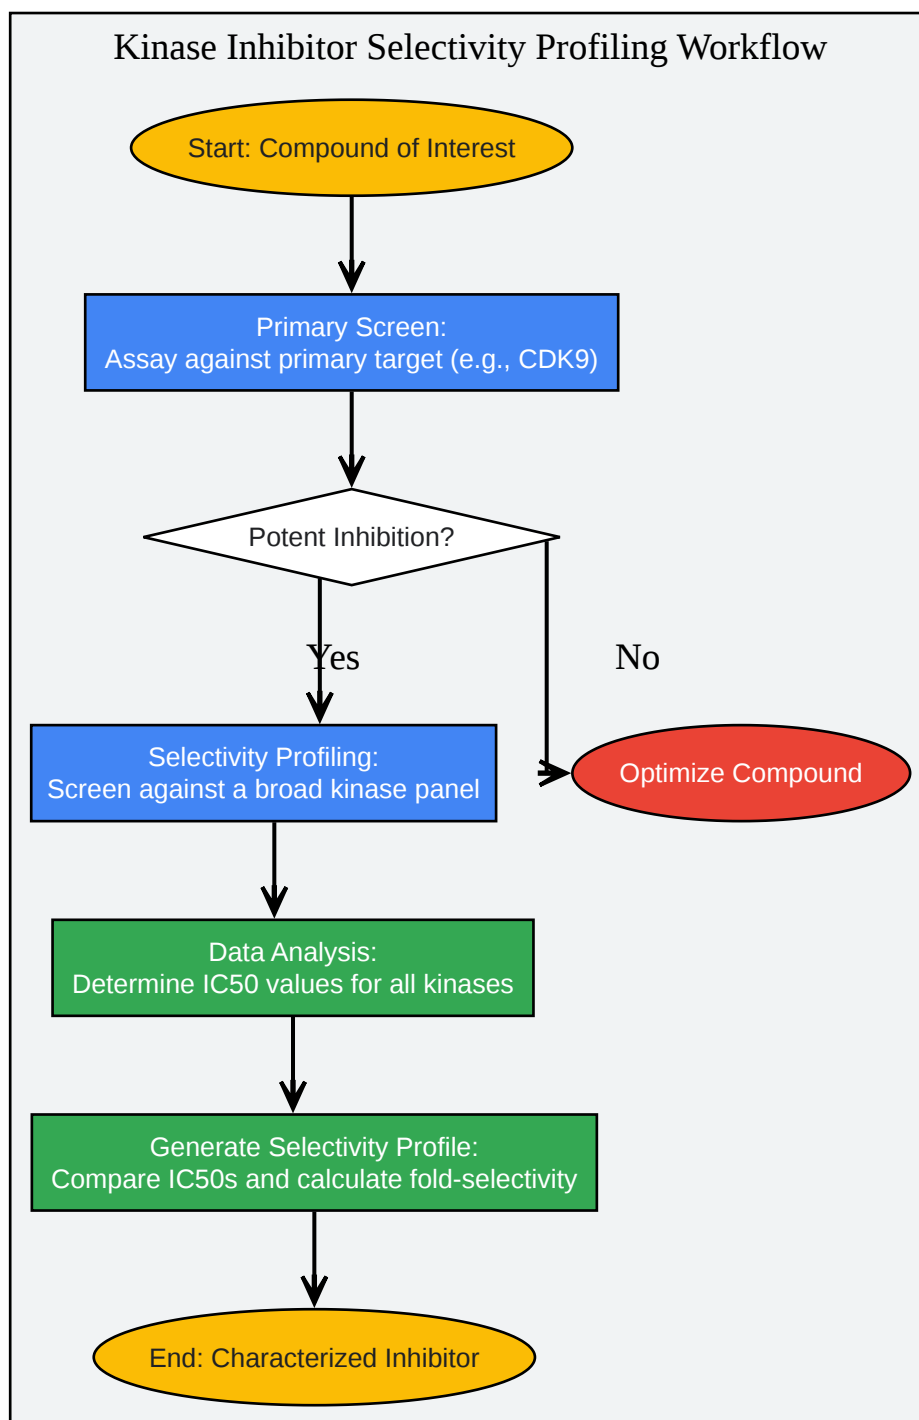 Kinase Inhibitor Selectivity Profiling Workflow
Start: Compound of Interest
Primary Screen:
Assay against primary target (e.g., CDK9)
Potent Inhibition?
Yes
No
Selectivity Profiling:
Screen against a broad kinase panel
Optimize Compound
Data Analysis:
Determine IC50 values for all kinases
Generate Selectivity Profile:
Compare IC50s and calculate fold-selectivity
End: Characterized Inhibitor